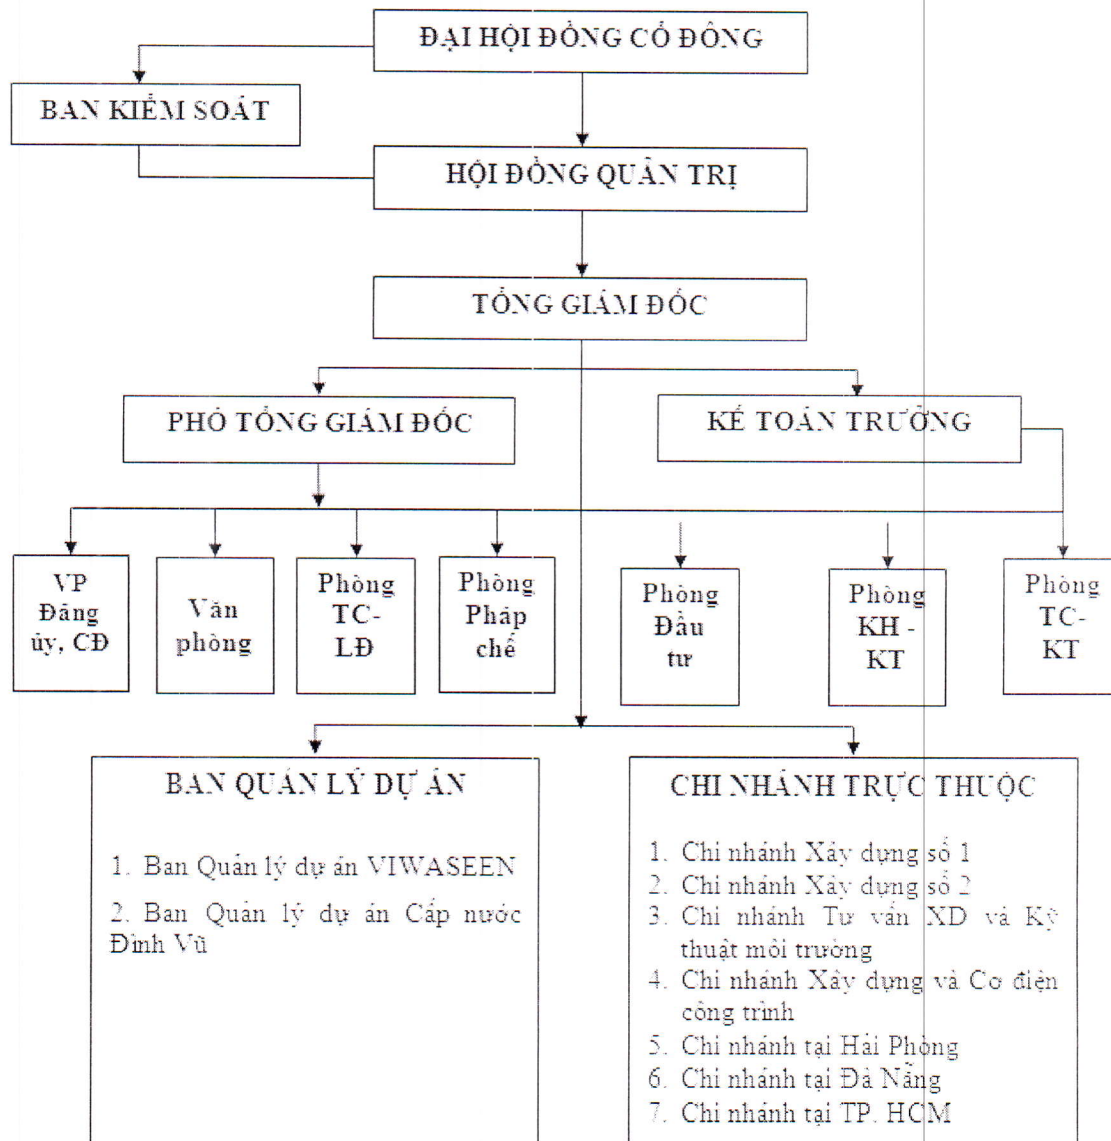 ĐẠI HỘI ĐỒNG CỔ ĐÔNG
BAN KIỂM SOÁT
HỘI ĐỒNG QUẢN TRỊ
TỔNG GIÁM ĐỐC
PHÓ TỔNG GIÁM ĐỐC
KẾ TOÁN TRƯỞNG
VP
Đảng
ủy, CĐ
Văn
phòng
Phòng
TC-
LĐ
Phòng
Pháp
chế
Phòng
Đầu
tư
Phòng
KH -
KT
Phòng
TC-
KT
BAN QUẢN LÝ DỰ ÁN
1. Ban Quản lý dự án VIWASEEN
2. Ban Quản lý dự án Cấp nước
Đình Vũ
CHI NHÁNH TRỰC THUỘC
1. Chi nhánh Xây dựng số 1
2. Chi nhánh Xây dựng số 2
3. Chi nhánh Tư vấn XD và Kỹ
thuật môi trường
4. Chi nhánh Xây dựng và Cơ điện
công trình
5. Chi nhánh tại Hải Phòng
6. Chi nhánh tại Đà Nẵng
7. Chi nhánh tại TP. HCM